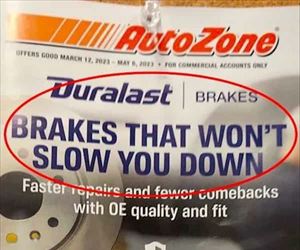 AutoZone
OFFERS GOOD MARCH 12, 2023 - MAY 6, 2023 • FOR COMMERCIAL ACCOUNTS ONLY
Duralast | BRAKES
BRAKES THAT WON'T
SLOW YOU DOWN
Faster repairs and fewer comebacks
with OE quality and fit